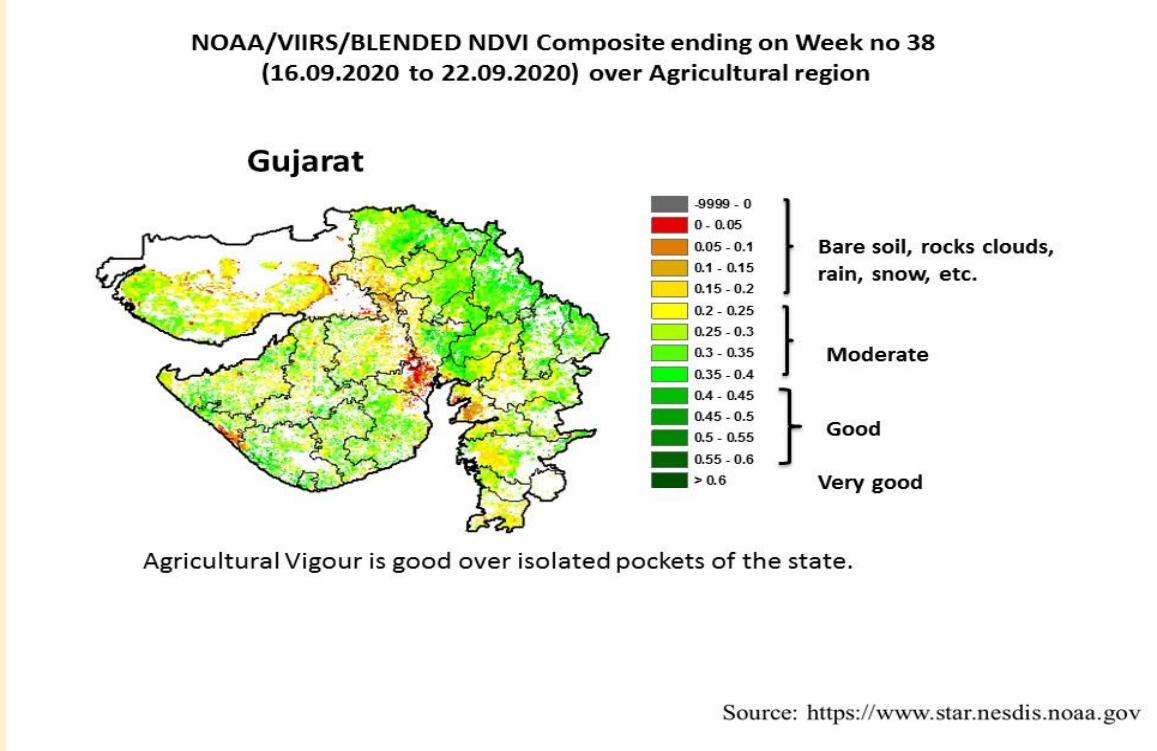 NOAA/VIIRS/BLENDED NDVI Composite ending on Week no 38
(16.09.2020 to 22.09.2020) over Agricultural region
Gujarat
-9999 - 0
0 - 0.05
0.05 - 0.1
0.1 - 0.15
0.15 - 0.2
0.2 - 0.25
0.25 - 0.3
0.3 - 0.35
0.35 - 0.4
0.4 - 0.45
0.45 - 0.5
0.5 - 0.55
0.55 - 0.6
> 0.6
Bare soil, rocks clouds,
rain, snow, etc.
Moderate
Good
Very good
Agricultural Vigour is good over isolated pockets of the state.
Source: https://www.star.nesdis.noaa.gov